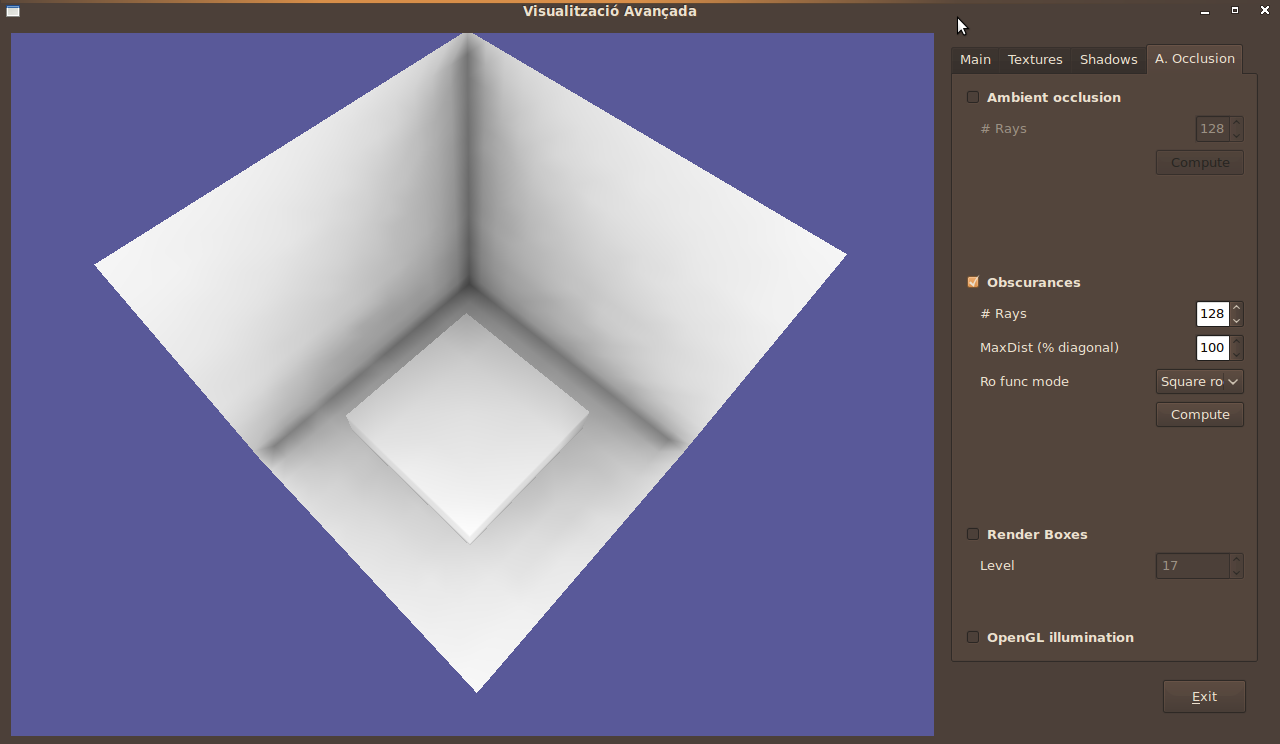 Visualització Avançada
Main Textures Shadows A. Occlusion
Ambient occlusion
# Rays 128
Compute
Obscurances
# Rays 128
MaxDist (% diagonal) 100
Ro func mode Square ro
Compute
Render Boxes
Level 17
OpenGL illumination
Exit